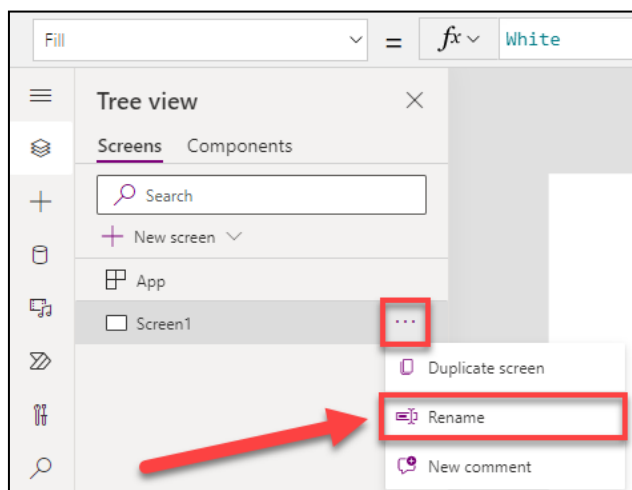 Fill = fx White
Tree view
Screens Components
Search
New screen
App
Screen1 ...
Duplicate screen
Rename
New comment